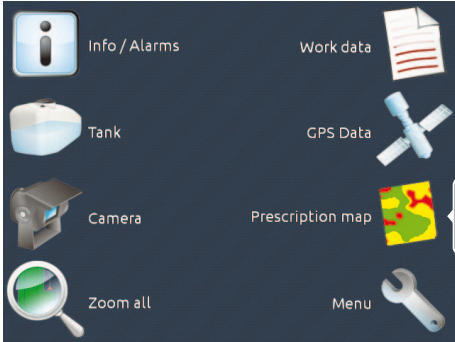 Info / Alarms
Work data
Tank
GPS Data
Camera
Prescription map
Zoom all
Menu